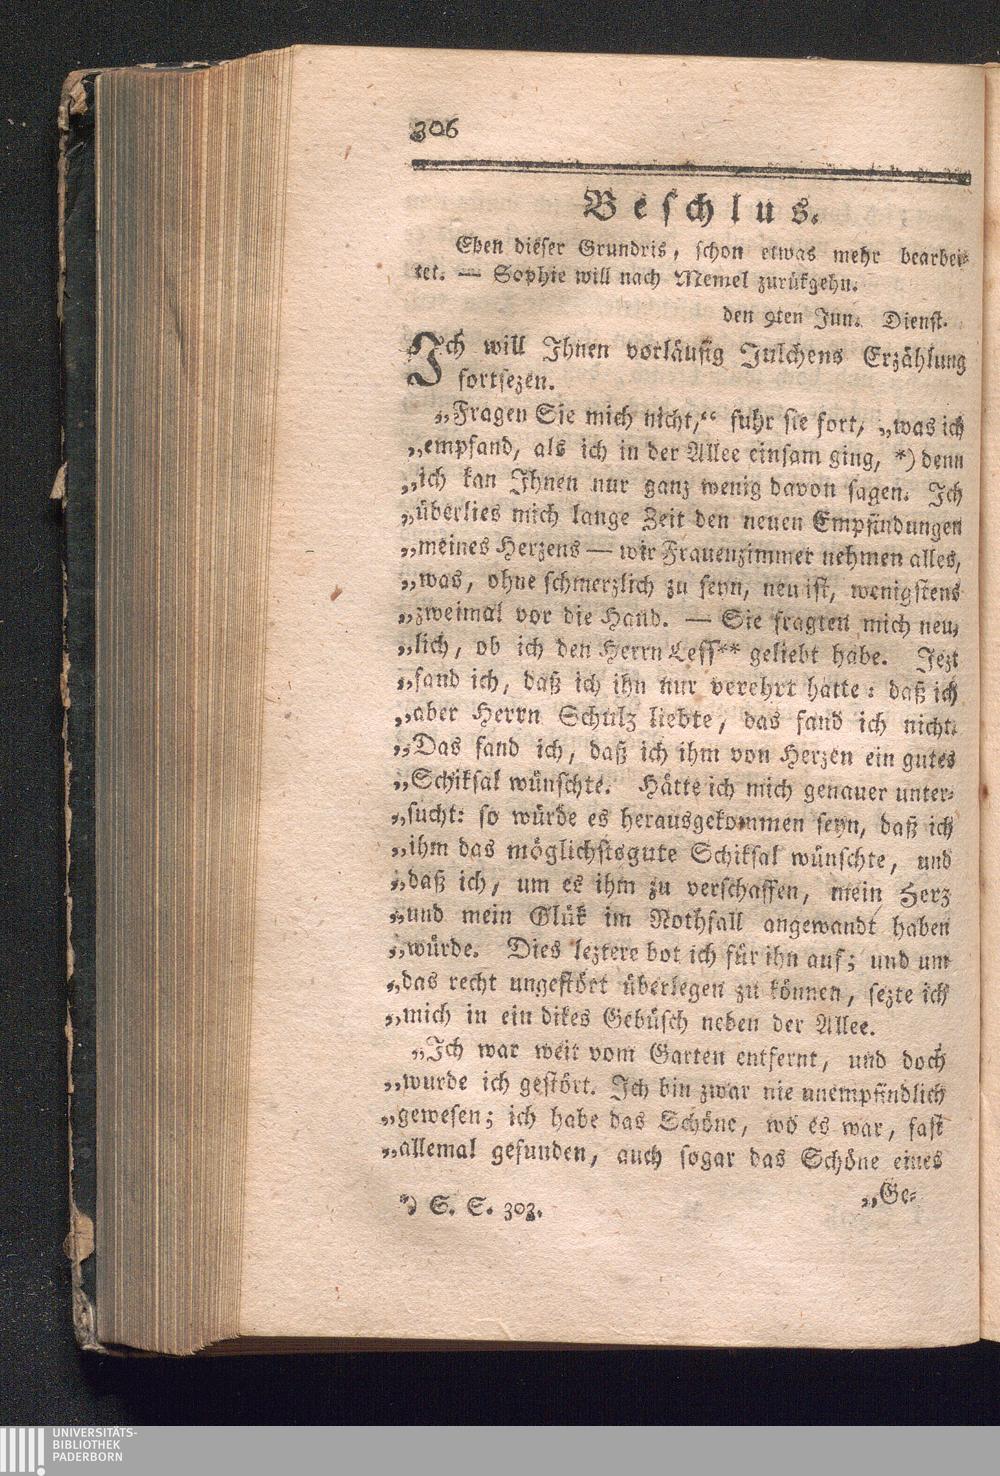 306
Beschlus.
Eben dieser Grundris, schon etwas mehr bearbei-
tet. — Sophie will nach Memel zurükgehn.
den 9ten Jun. Dienst.
Ich will Ihnen vorläufig Julchens Erzählung
fortsezen.
„Fragen Sie mich nicht,“ fuhr sie fort, „was ich
„empfand, als ich in der Allee einsam ging, *) denn
„ich kan Ihnen nur ganz wenig davon sagen. Ich
„überlies mich lange Zeit den neuen Empfindungen
„meines Herzens — wir Frauenzimmer nehmen alles,
„was, ohne schmerzlich zu seyn, neu ist, wenigstens
„zweimal vor die Hand. — Sie fragten mich neu-
„lich, ob ich den Herrn Less** geliebt habe. Jezt
„fand ich, daß ich ihn nur verehrt hatte: daß ich
„aber Herrn Schulz liebte, das fand ich nicht.
„Das fand ich, daß ich ihm von Herzen ein gutes
„Schiksal wünschte. Hätte ich mich genauer unter-
„sucht: so würde es herausgekommen seyn, daß ich
„ihm das möglichstgute Schiksal wünschte, und
„daß ich, um es ihm zu verschaffen, mein Herz
„und mein Glük im Nothfall angewandt haben
„würde. Dies leztere bot ich für ihn auf; und um
„das recht ungestört überlegen zu können, sezte ich
„mich in ein dikes Gebüsch neben der Allee.
„Ich war weit vom Garten entfernt, und doch
„wurde ich gestört. Ich bin zwar nie unempfindlich
„gewesen; ich habe das Schöne, wo es war, fast
„allemal gefunden, auch sogar das Schöne eines
„Ge-
*) S. S. 303.
UNIVERSITÄTS-
BIBLIOTHEK
PADERBORN